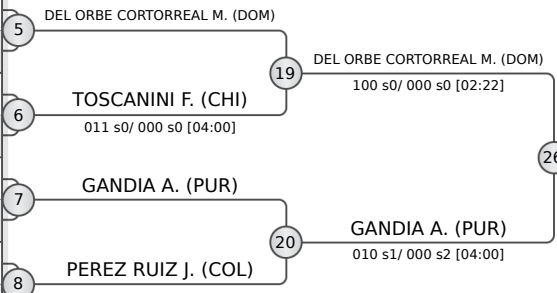 5
DEL ORBE CORTORREAL M. (DOM)
19
DEL ORBE CORTORREAL M. (DOM)
100 s0/ 000 s0 [02:22]
6
TOSCANINI F. (CHI)
011 s0/ 000 s0 [04:00]
26
7
GANDIA A. (PUR)
20
GANDIA A. (PUR)
010 s1/ 000 s2 [04:00]
8
PEREZ RUIZ J. (COL)